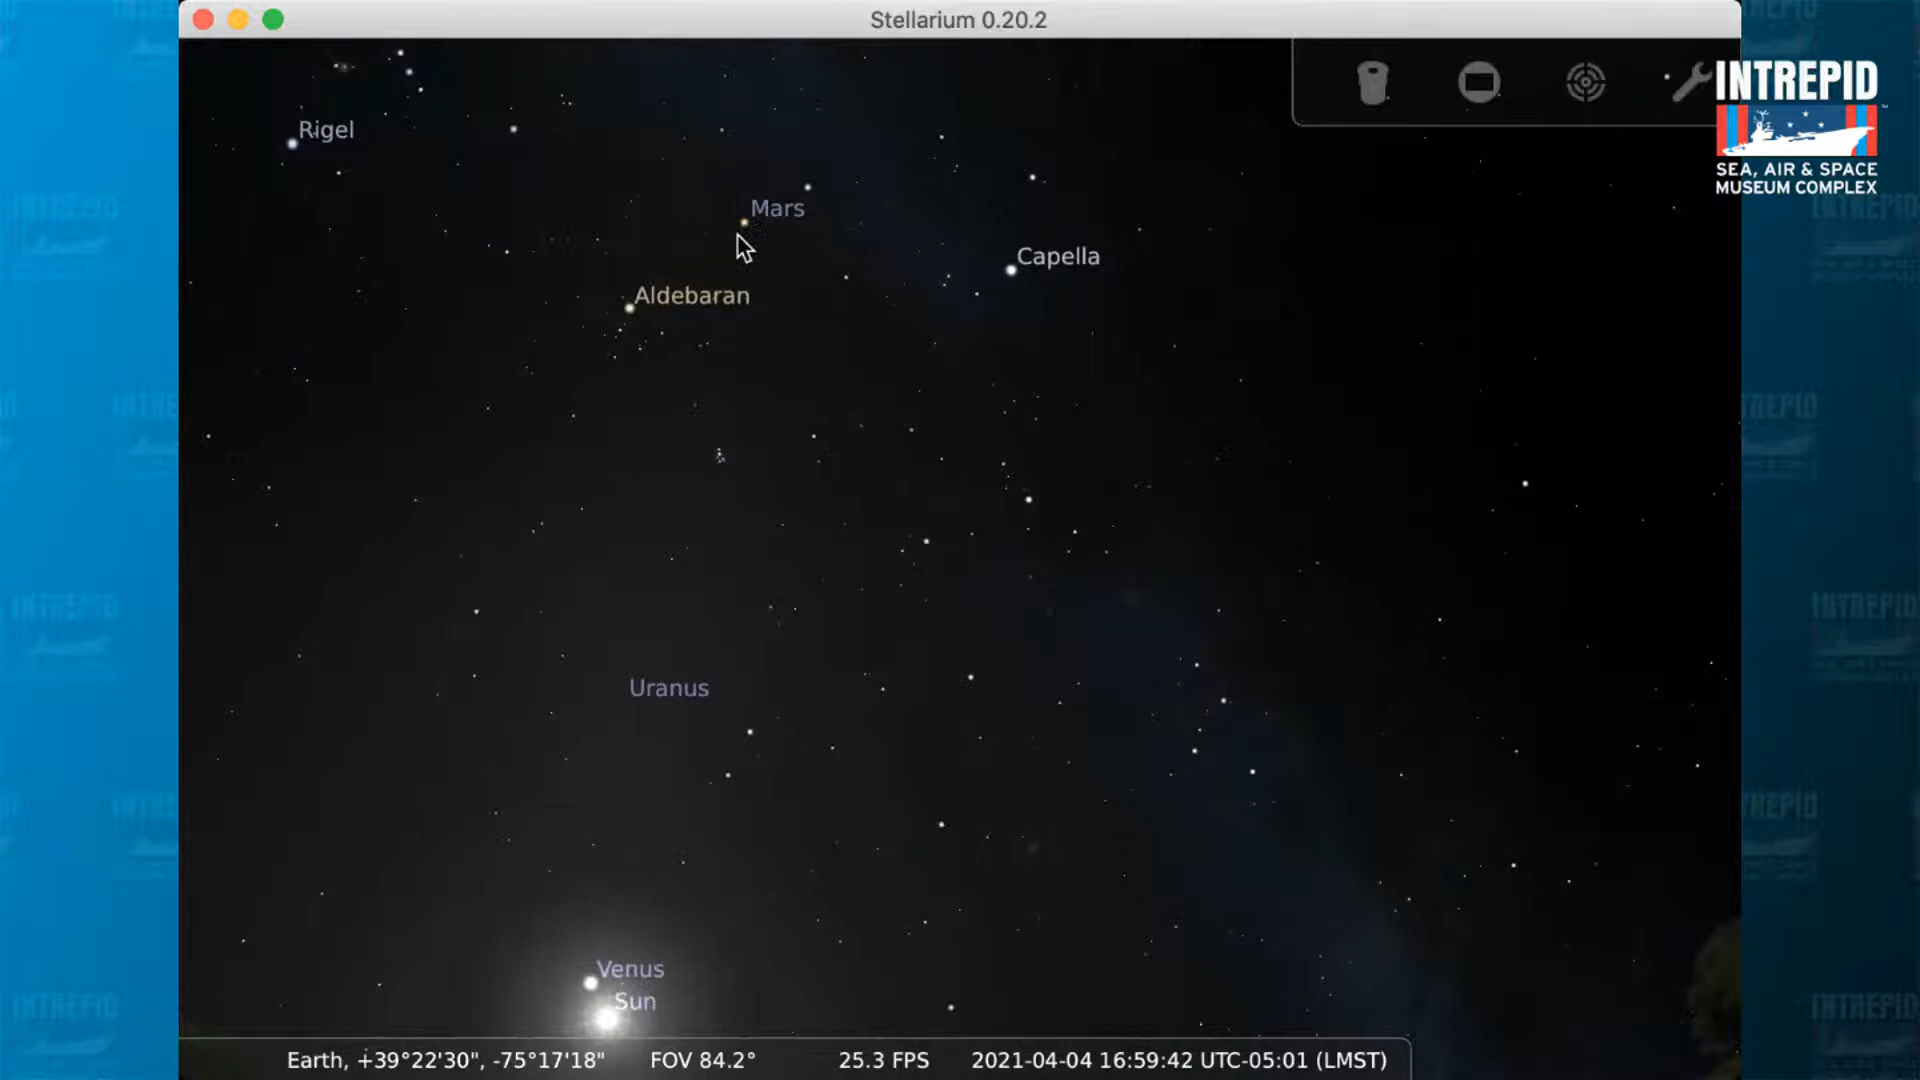 Stellarium 0.20.2
INTREPID
SEA, AIR & SPACE
MUSEUM COMPLEX
Rigel
Mars
Capella
Aldebaran
Uranus
Venus
Sun
Earth, +39°22'30", -75°17'18" FOV 84.2° 25.3 FPS 2021-04-04 16:59:42 UTC-05:01 (LMST)